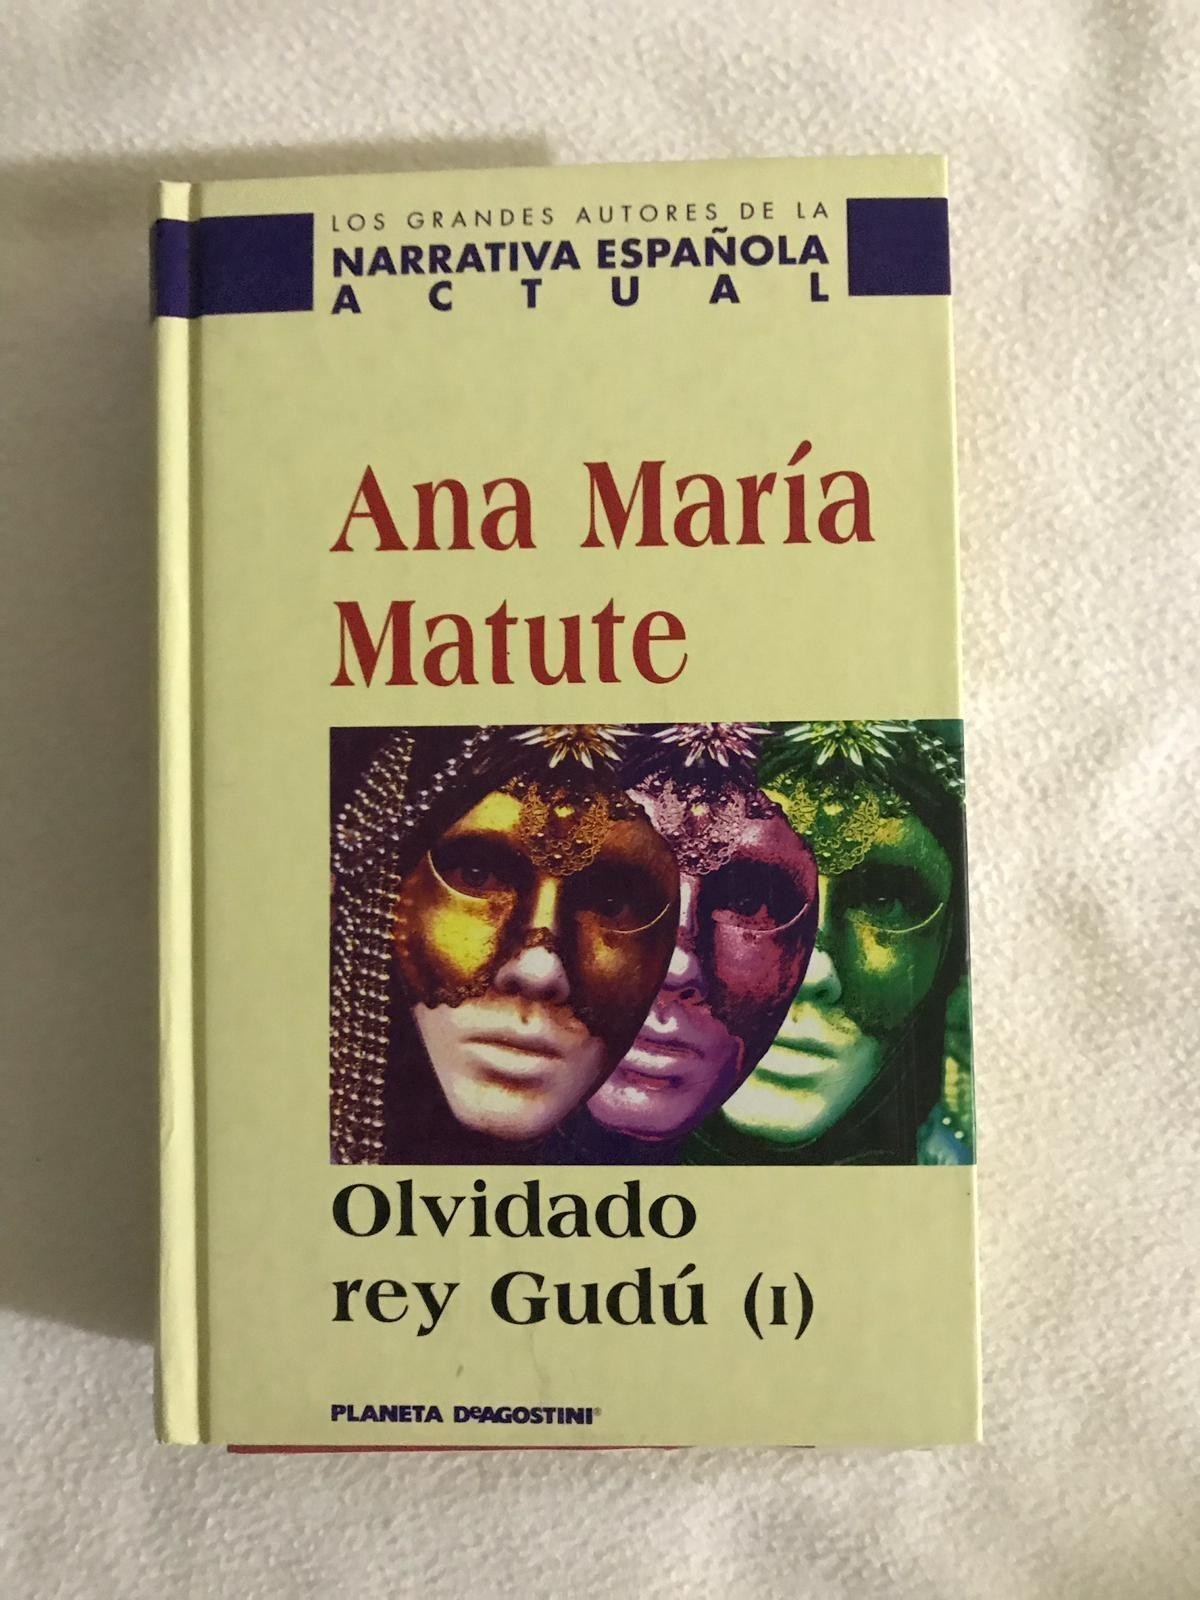 LOS GRANDES AUTORES DE LA
NARRATIVA ESPAÑOLA
ACTUAL
Ana María
Matute
Olvidado
rey Gudú (I)
PLANETA DeAGOSTINI®